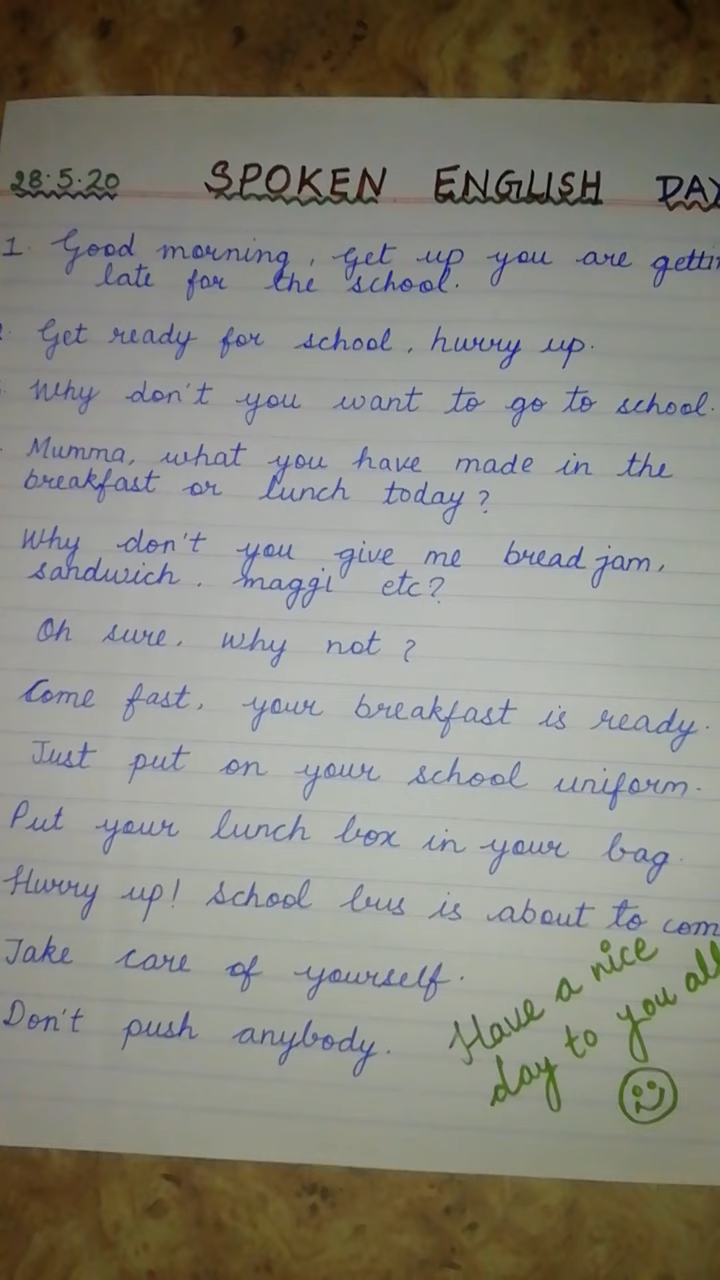 28.5.20 SPOKEN ENGLISH DAY
1. Good morning, get up you are getti
late for the school.
Get ready for school, hurry up.
Why don't you want to go to school.
Mumma, what you have made in the
breakfast or lunch today?
Why don't you give me bread jam,
sandwich, maggi etc?
Oh sure, why not?
Come fast, your breakfast is ready.
Just put on your school uniform.
Put your lunch box in your bag.
Hurry up! School bus is about to com
Take care of yourself.
Don't push anybody.
Have a nice
day to you all